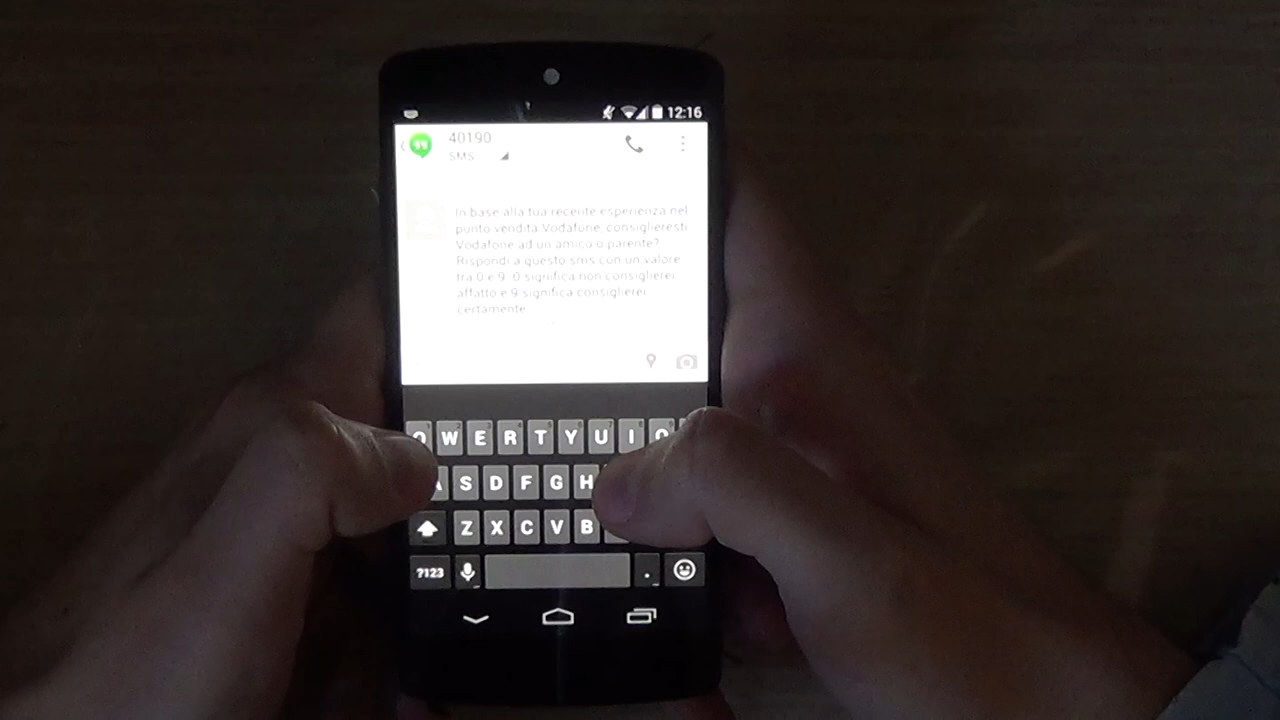 12:16
40190
SMS
In base alla tua recente esperienza nel
punto vendita Vodafone, consiglieresti
Vodafone ad un amico o parente?
Rispondi a questo sms con un valore
tra 0 e 9. 0 significa non consiglierei
affatto e 9 significa consiglierei
certamente
Q W E R T Y U I O
A S D F G H
Z X C V B
?123 .